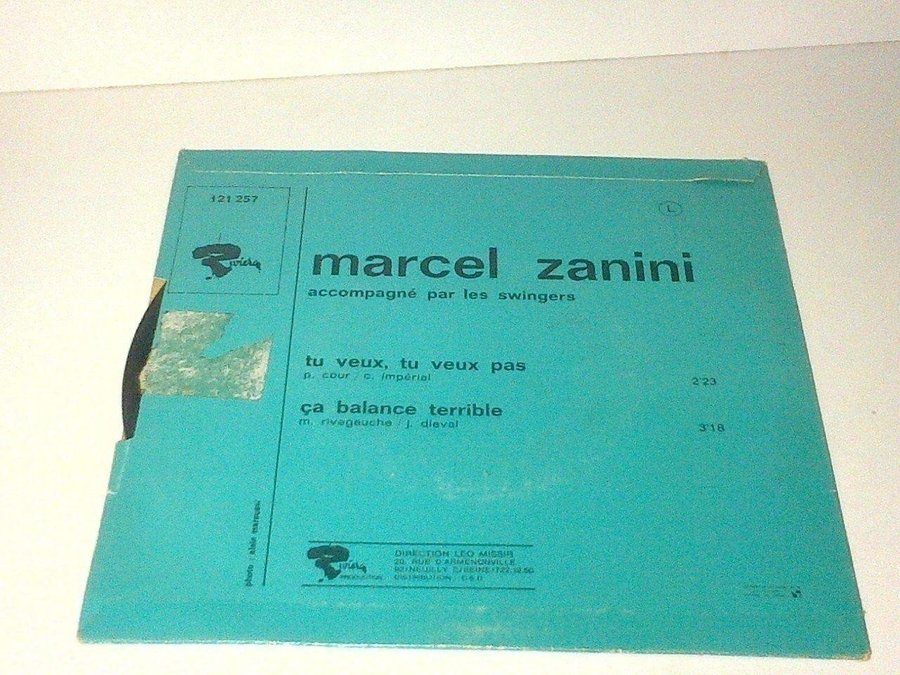 121 257
Riviera
L
marcel zanini
accompagné par les swingers
tu veux, tu veux pas
p. cour / c. impérial
2'23
ça balance terrible
m. rivegauche / j. dieval
3'18
photo : alain marouani
Riviera
PRODUCTION
DIRECTION LEO MISSIR
20, RUE D'ARMENONVILLE
92/NEUILLY S/SEINE/722.12.50
DISTRIBUTION C E D